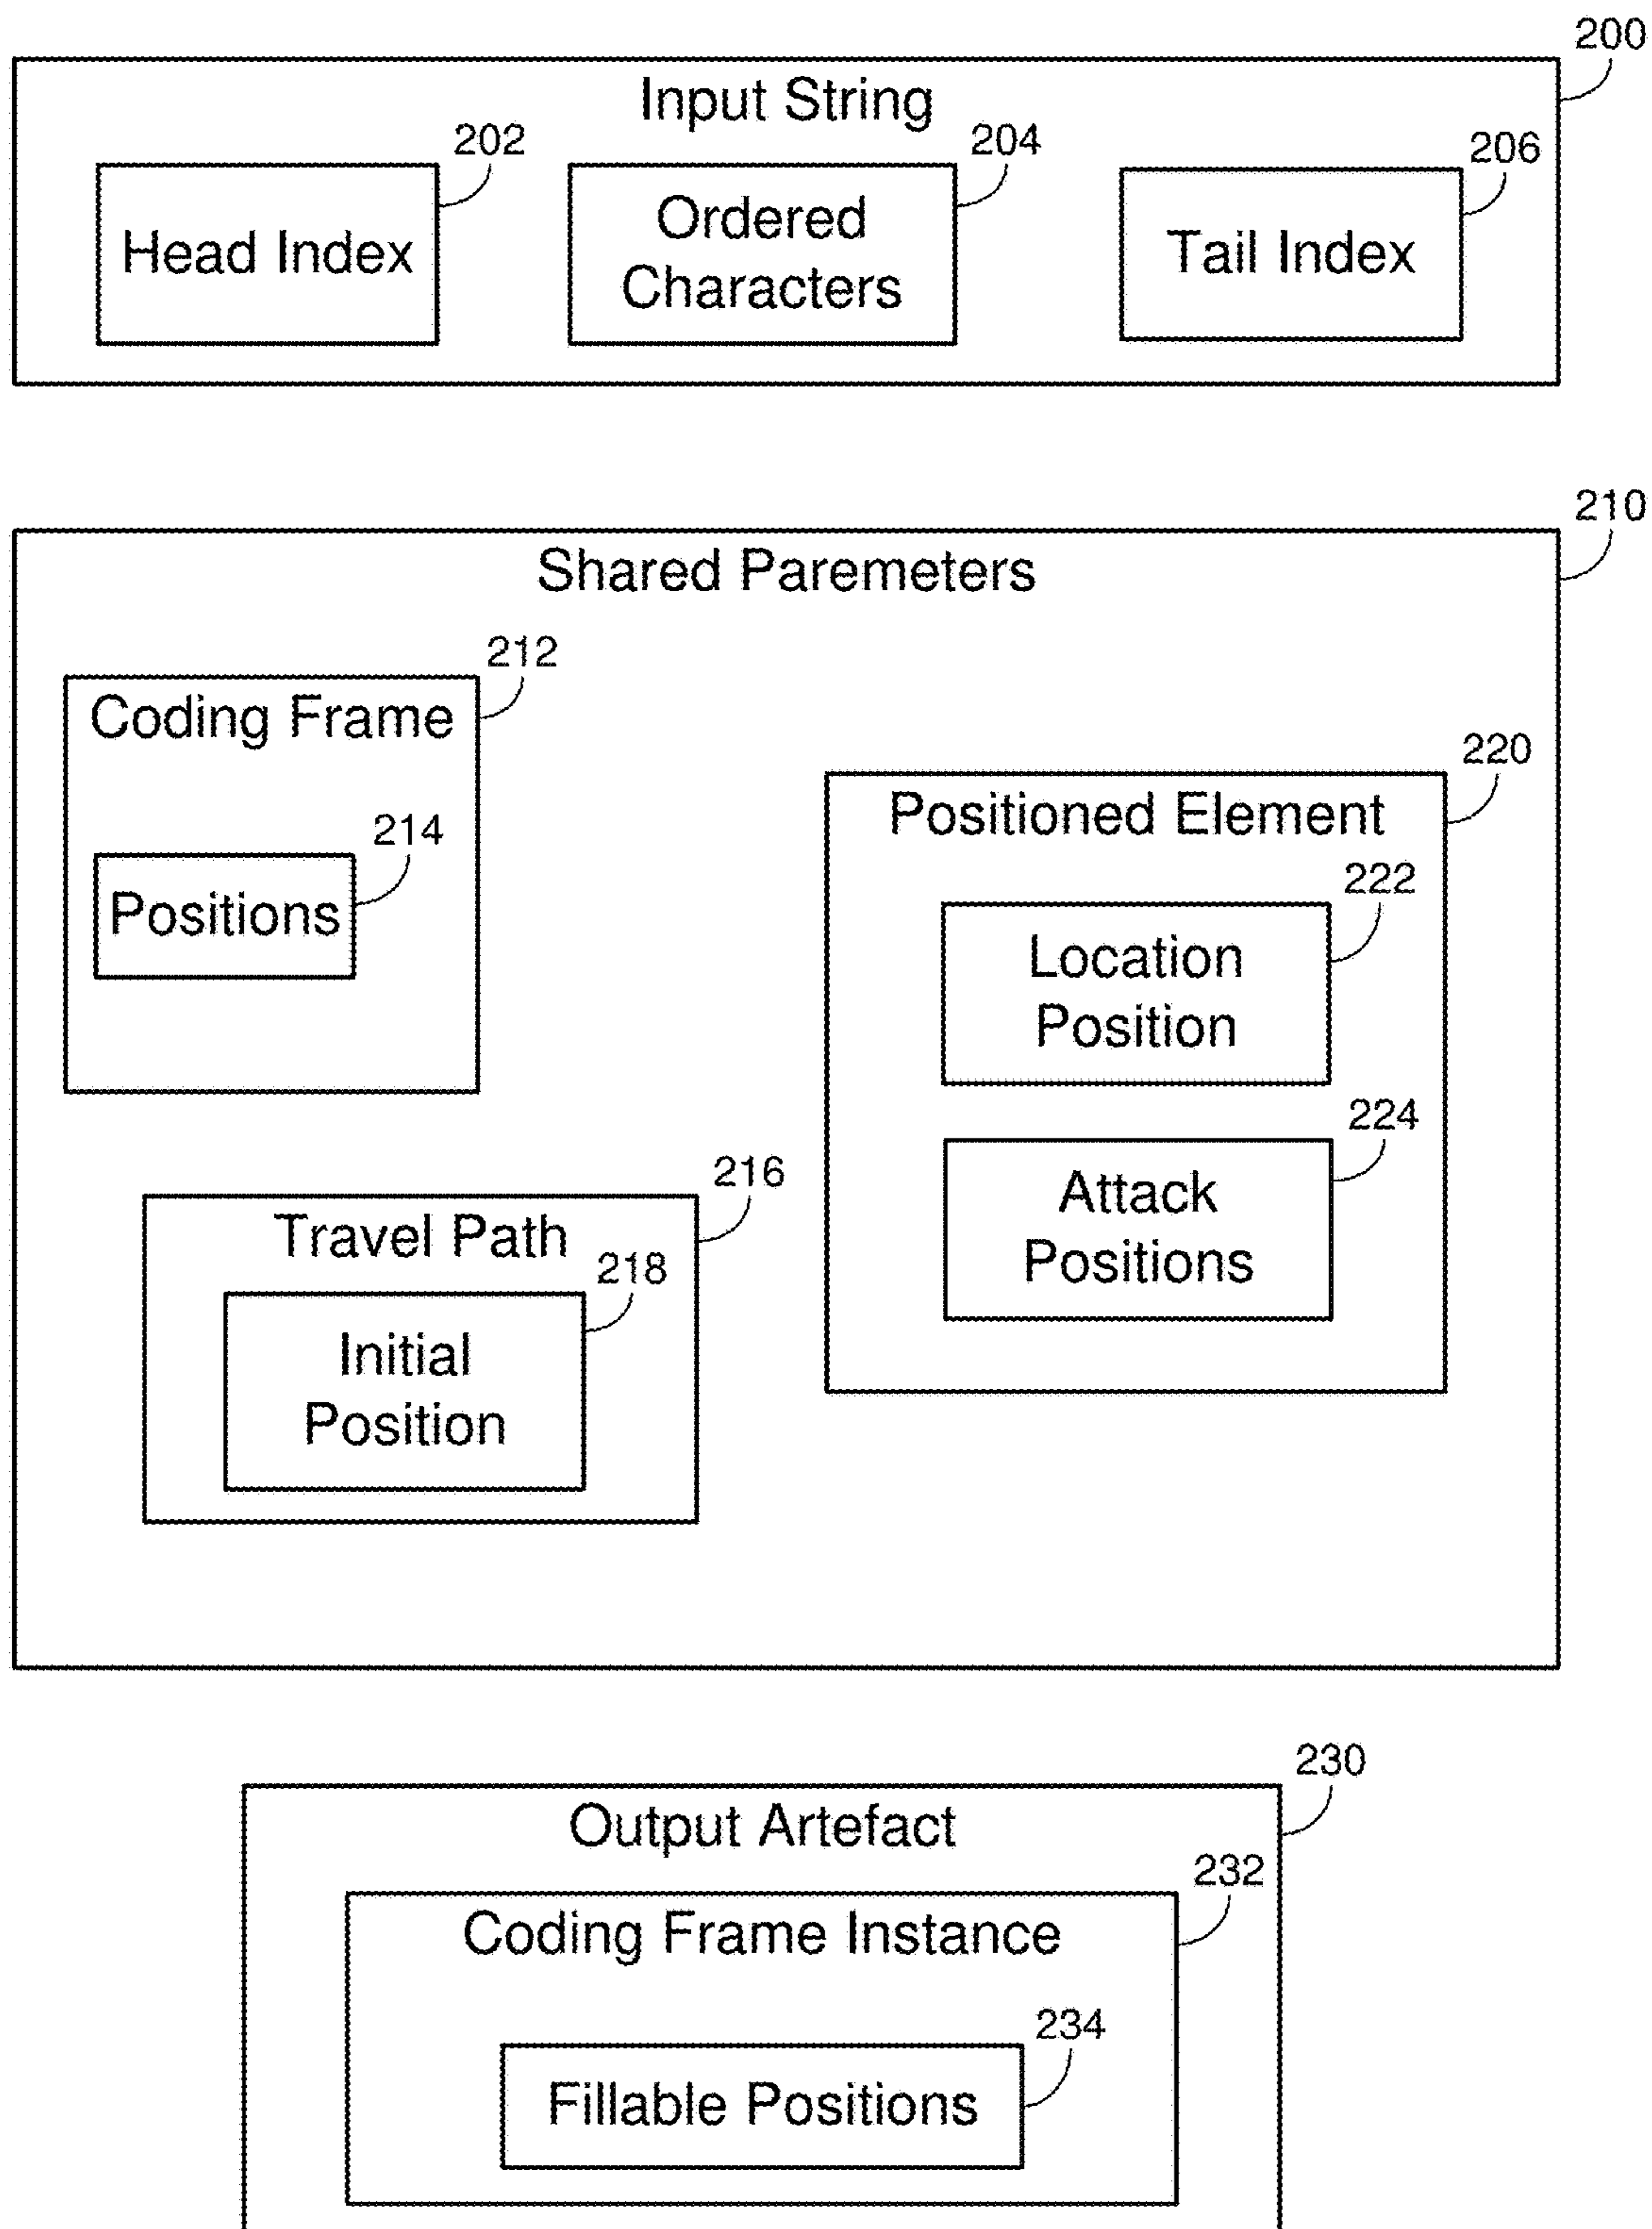 200
Input String
202
204
206
Head Index
Ordered
Characters
Tail Index
210
Shared Paremeters
212
Coding Frame
214
Positions
220
Positioned Element
222
Location
Position
224
Attack
Positions
216
Travel Path
218
Initial
Position
230
Output Artefact
232
Coding Frame Instance
234
Fillable Positions